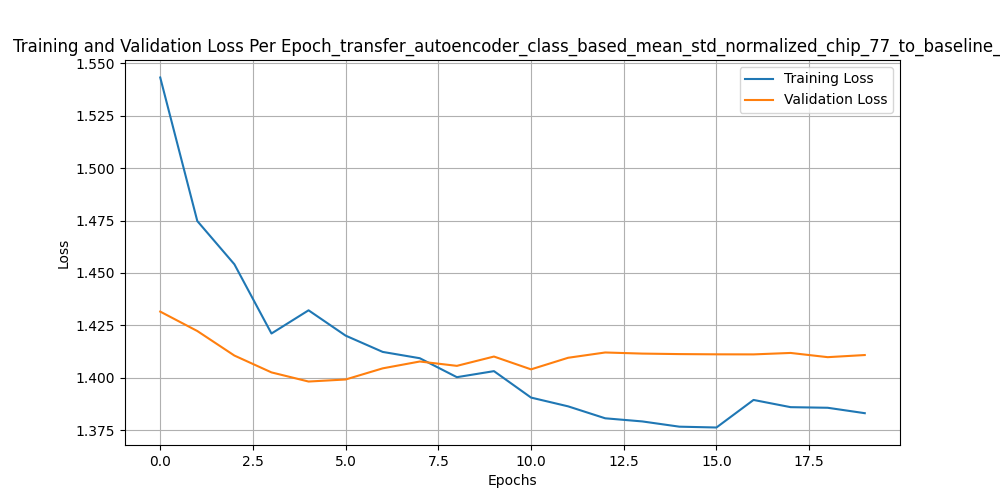 Training and Validation Loss Per Epoch_transfer_autoencoder_class_based_mean_std_normalized_chip_77_to_baseline_
1.550
1.525
1.500
1.475
1.450
1.425
1.400
1.375
Loss
Training Loss
Validation Loss
0.0 2.5 5.0 7.5 10.0 12.5 15.0 17.5
Epochs